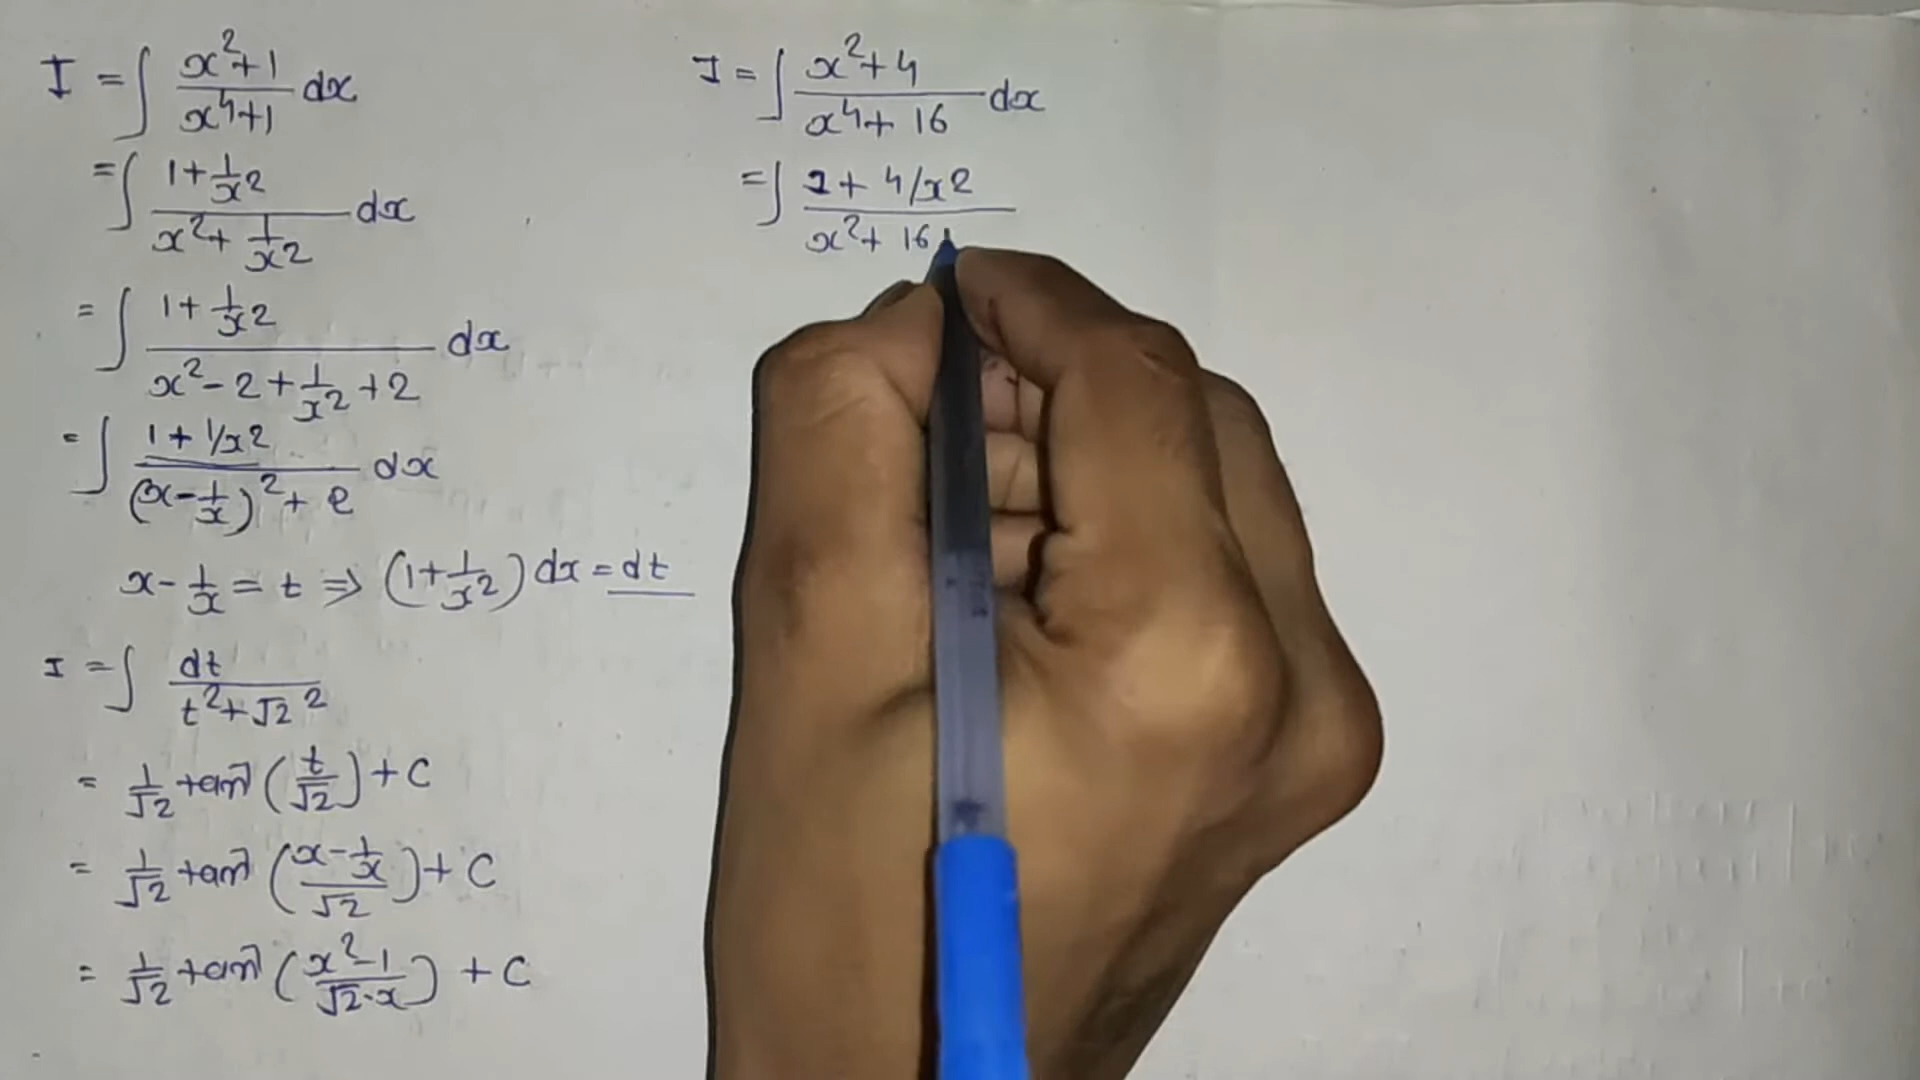 I = ∫ x²+1 / x⁴+1 dx
= ∫ 1+1/x² / x²+1/x² dx
= ∫ 1+1/x² / x²-2+1/x²+2 dx
= ∫ 1+1/x² / (x-1/x)²+2 dx
x-1/x = t ⇒ (1+1/x²) dx = dt
I = ∫ dt / t²+√2²
= 1/√2 tan⁻¹ (t/√2) + C
= 1/√2 tan⁻¹ (x-1/x / √2) + C
= 1/√2 tan⁻¹ (x²-1 / √2·x) + C
I = ∫ x²+4 / x⁴+16 dx
= ∫ 1+4/x² / x²+16